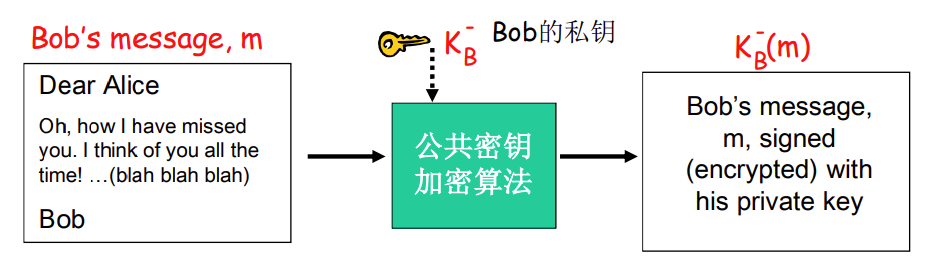 Bob's message, m
K_B^- Bob的私钥
K_B^-(m)
Dear Alice
Oh, how I have missed
you. I think of you all the
time! …(blah blah blah)
Bob
公共密钥
加密算法
Bob's message,
m, signed
(encrypted) with
his private key